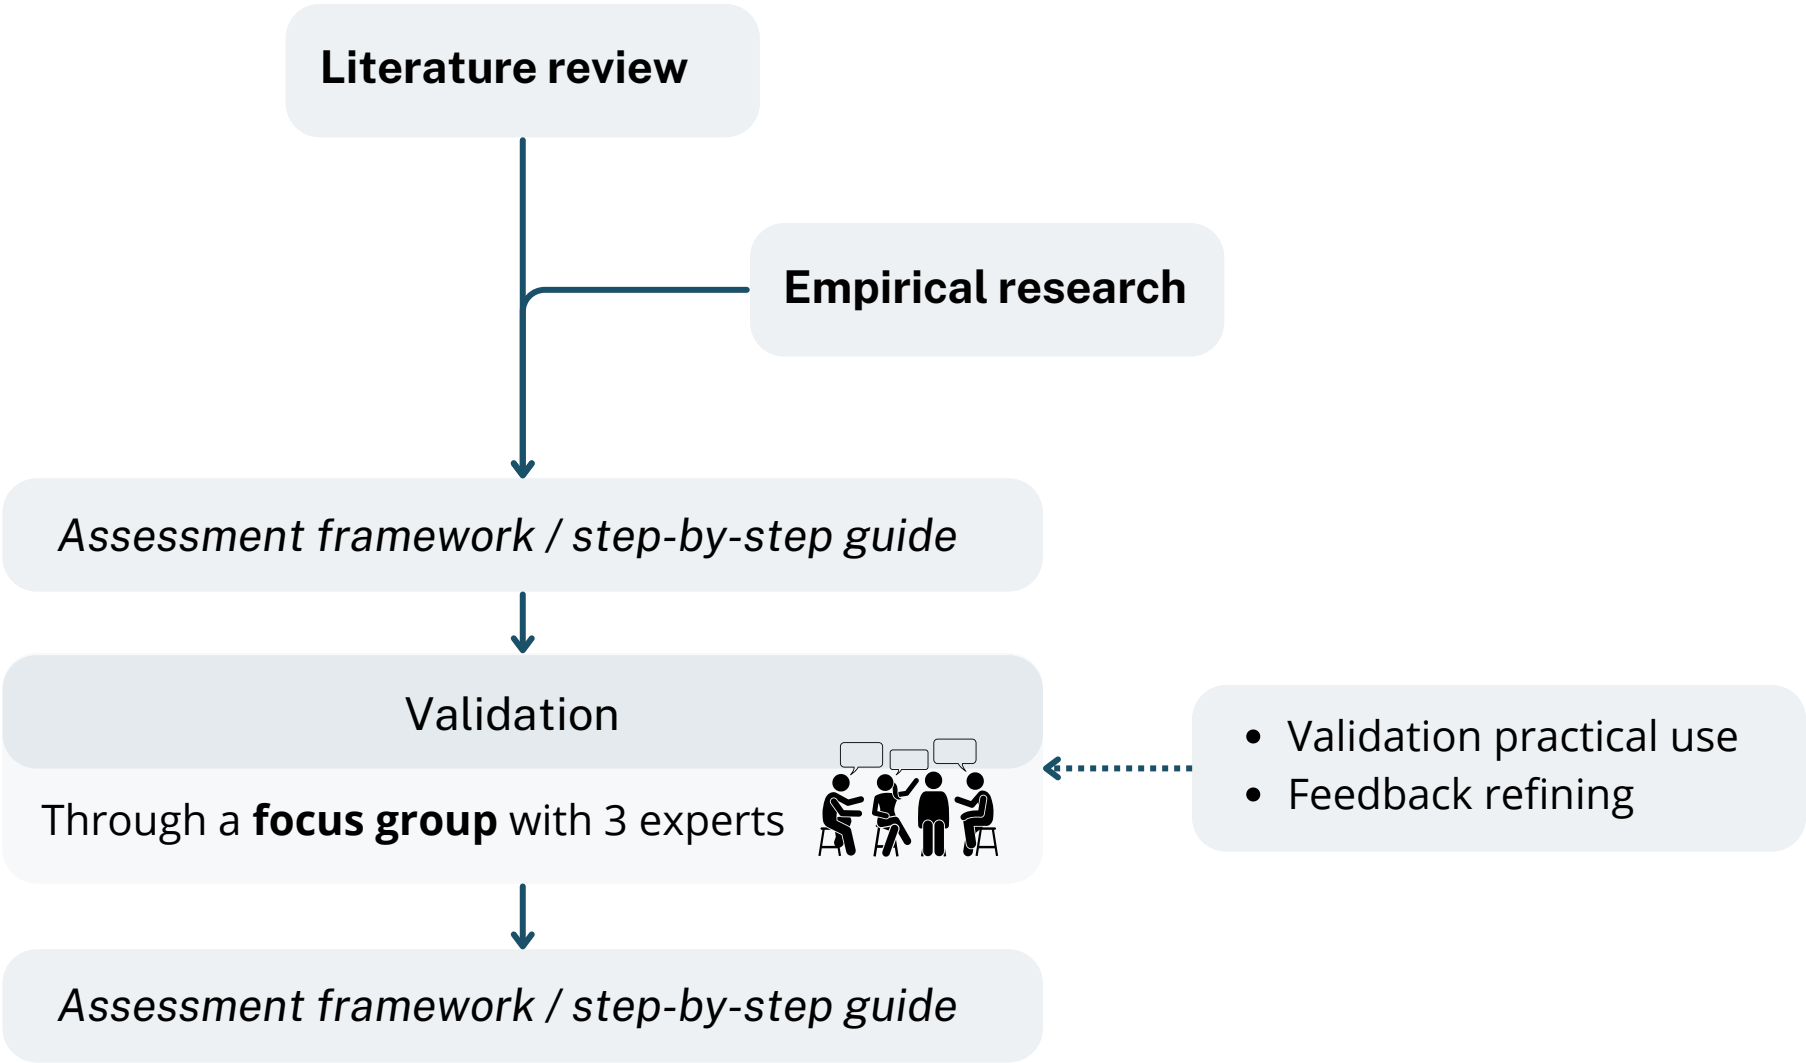 Literature review
Empirical research
Assessment framework / step-by-step guide
Validation
Through a focus group with 3 experts
• Validation practical use
• Feedback refining
Assessment framework / step-by-step guide